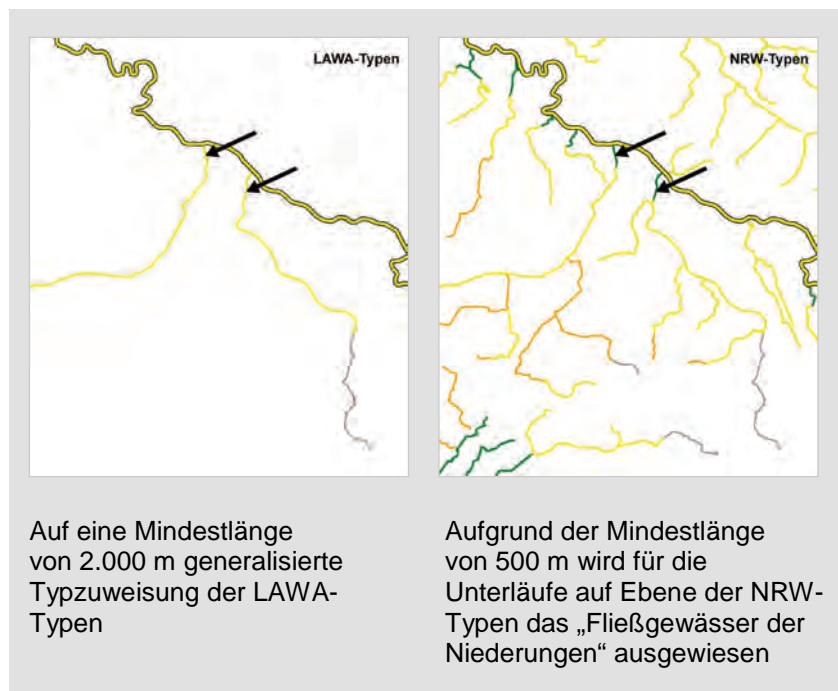 LAWA-Typen
NRW-Typen
Auf eine Mindestlänge
von 2.000 m generalisierte
Typzuweisung der LAWA-
Typen
Aufgrund der Mindestlänge
von 500 m wird für die
Unterläufe auf Ebene der NRW-
Typen das „Fließgewässer der
Niederungen“ ausgewiesen